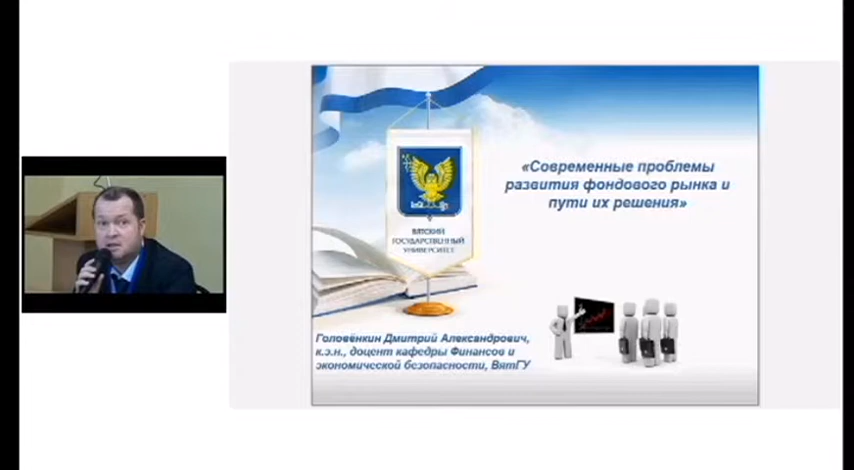 «Современные проблемы
развития фондового рынка и
пути их решения»
ВЯТСКИЙ
ГОСУДАРСТВЕННЫЙ
УНИВЕРСИТЕТ
Головёнкин Дмитрий Александрович,
к.э.н., доцент кафедры Финансов и
экономической безопасности, ВятГУ